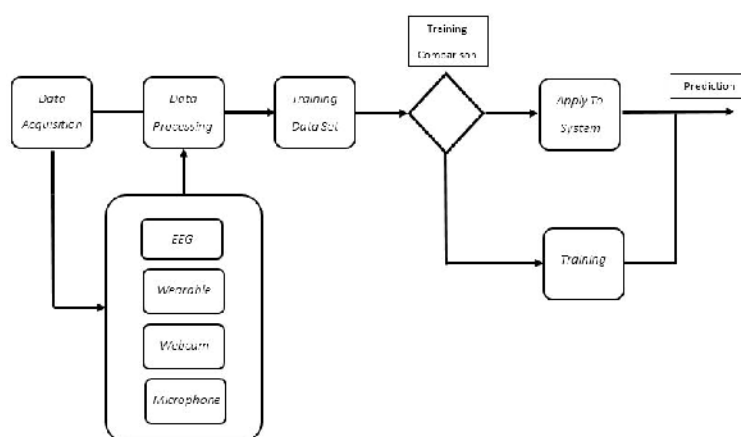 Training
Comparison
Prediction
Data
Acquisition
Data
Processing
Training
Data Set
Apply To
System
EEG
Wearable
Webcam
Microphone
Training